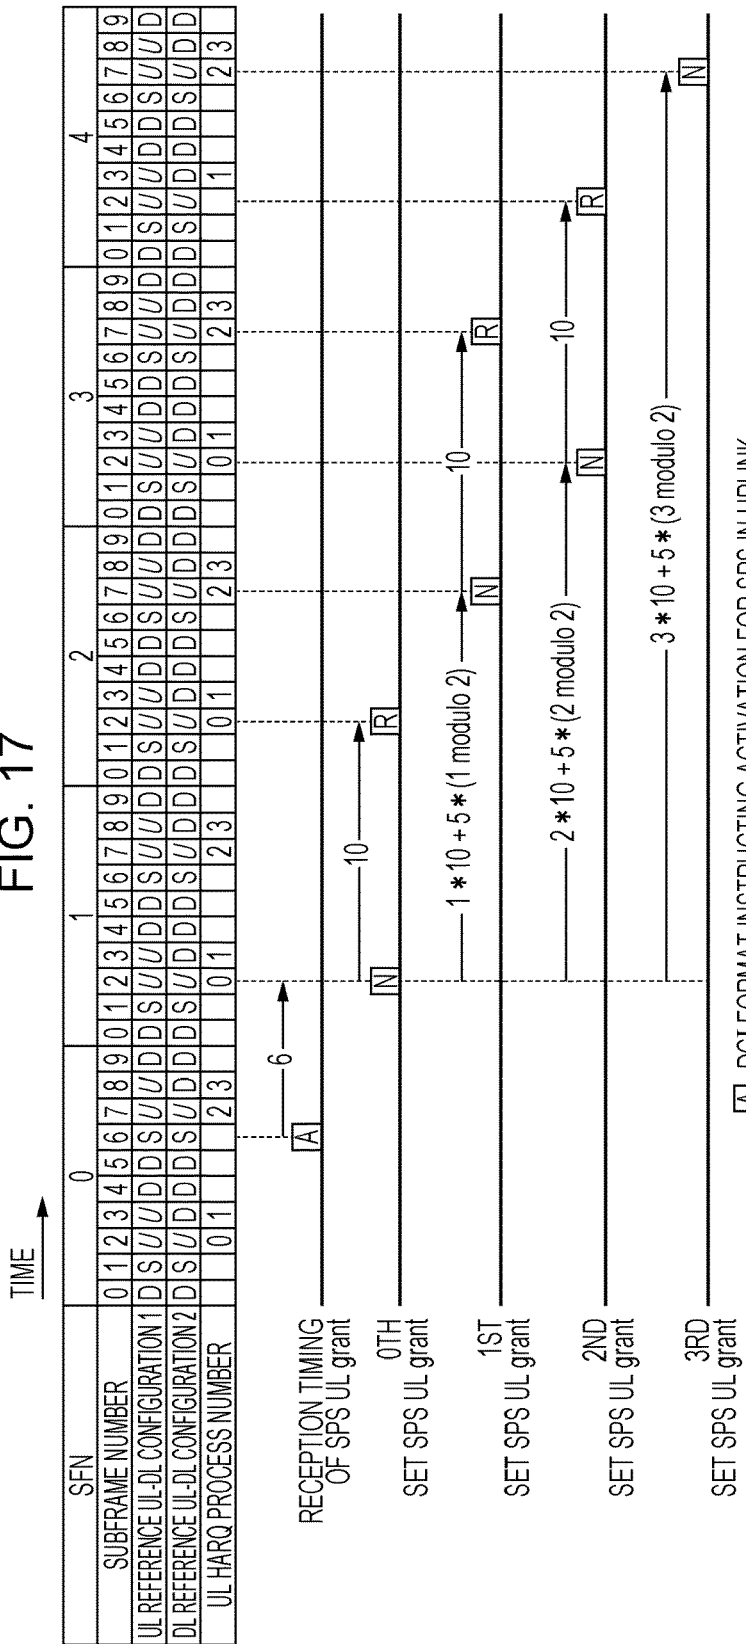 FIG. 17
TIME
SFN 0 1 2 3 4
SUBFRAME NUMBER 0 1 2 3 4 5 6 7 8 9 0 1 2 3 4 5 6 7 8 9 0 1 2 3 4 5 6 7 8 9 0 1 2 3 4 5 6 7 8 9 0 1 2 3 4 5 6 7 8 9
UL REFERENCE UL-DL CONFIGURATION 1 D S U U D D S U U D D S U U D D S U U D D S U U D D S U U D D S U U D D S U U D D S U U D D S U U D
DL REFERENCE UL-DL CONFIGURATION 2 D S U D D D S U D D D S U D D D S U D D D S U D D D S U D D D S U D D D S U D D D S U D D D S U D D
UL HARQ PROCESS NUMBER 0 1 2 3 0 1 2 3 0 1 2 3 0 1 2 3 1 2 3
6
RECEPTION TIMING
OF SPS UL grant
A
10
0TH
SET SPS UL grant
N R
1 * 10 + 5 * (1 modulo 2) 10
1ST
SET SPS UL grant
N R
2 * 10 + 5 * (2 modulo 2) 10
2ND
SET SPS UL grant
N R
3 * 10 + 5 * (3 modulo 2)
3RD
SET SPS UL grant
N
A DCI FORMAT INSTRUCTING ACTIVATION FOR SPS IN UPLINK